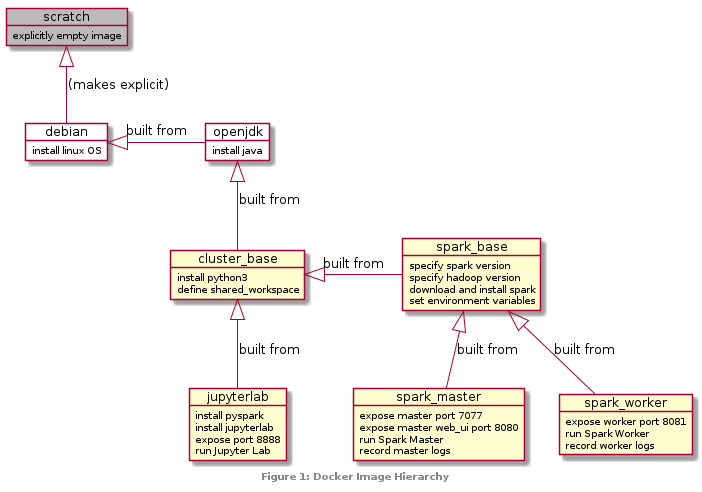 scratch
explicitly empty image
(makes explicit)
debian
install linux OS
built from
openjdk
install java
built from
cluster_base
install python3
define shared_workspace
built from
spark_base
specify spark version
specify hadoop version
download and install spark
set environment variables
built from
built from
built from
jupyterlab
install pyspark
install jupyterlab
expose port 8888
run Jupyter Lab
spark_master
expose master port 7077
expose master web_ui port 8080
run Spark Master
record master logs
spark_worker
expose worker port 8081
run Spark Worker
record worker logs
Figure 1: Docker Image Hierarchy